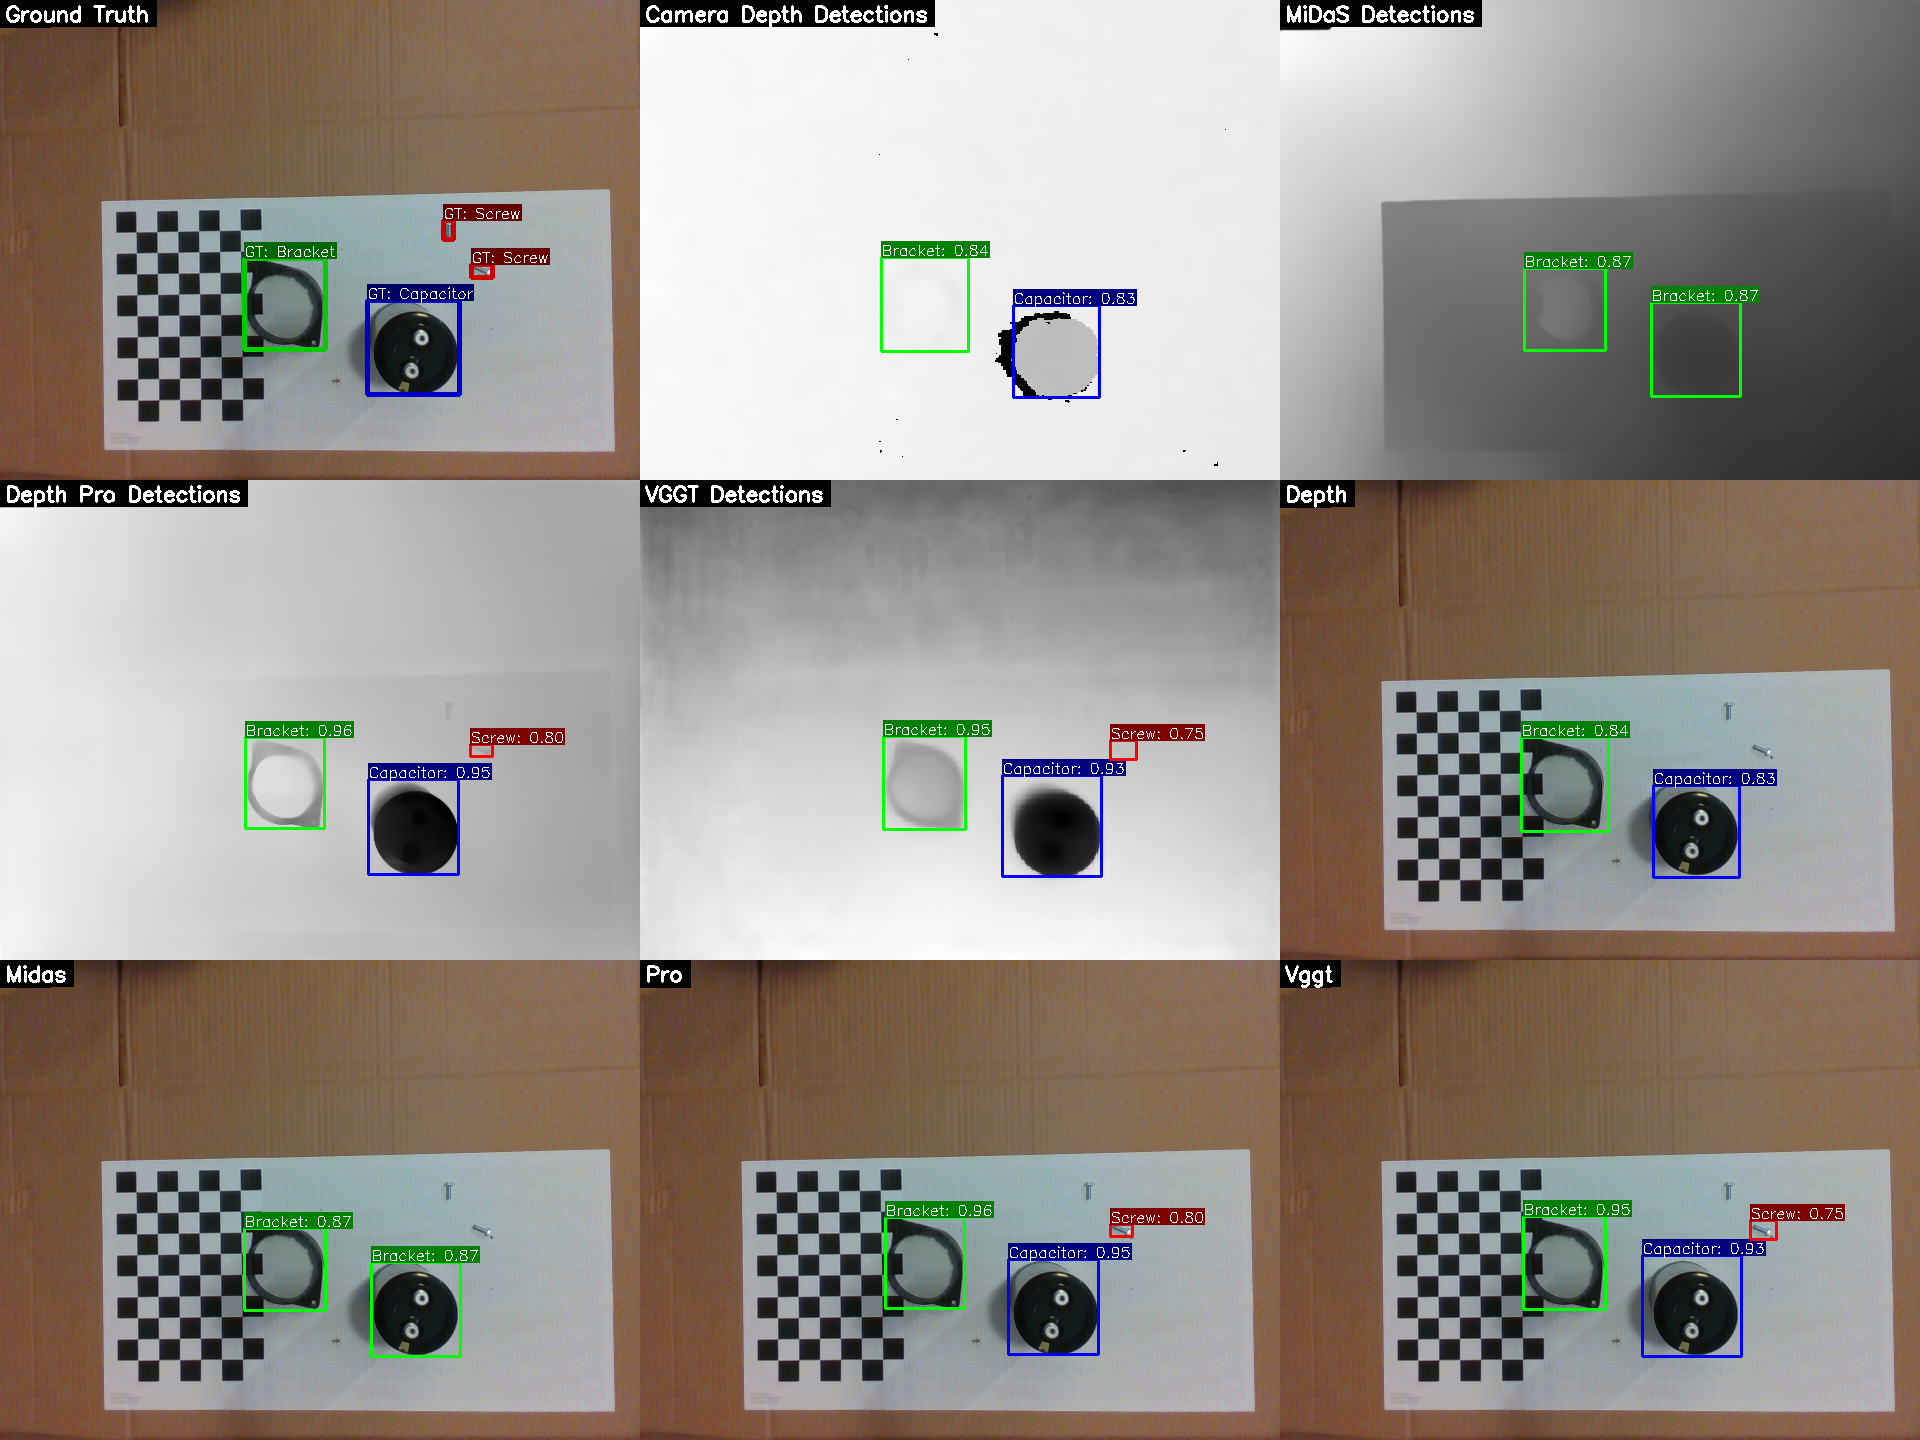 Ground Truth
GT: Screw
GT: Screw
GT: Bracket
GT: Capacitor
Camera Depth Detections
Bracket: 0.84
Capacitor: 0.83
MiDaS Detections
Bracket: 0.87
Bracket: 0.87
Depth Pro Detections
Bracket: 0.96
Screw: 0.80
Capacitor: 0.95
VGGT Detections
Bracket: 0.95
Screw: 0.75
Capacitor: 0.93
Depth
Bracket: 0.84
Capacitor: 0.83
Midas
Bracket: 0.87
Bracket: 0.87
Pro
Bracket: 0.96
Screw: 0.80
Capacitor: 0.95
Vggt
Bracket: 0.95
Screw: 0.75
Capacitor: 0.93